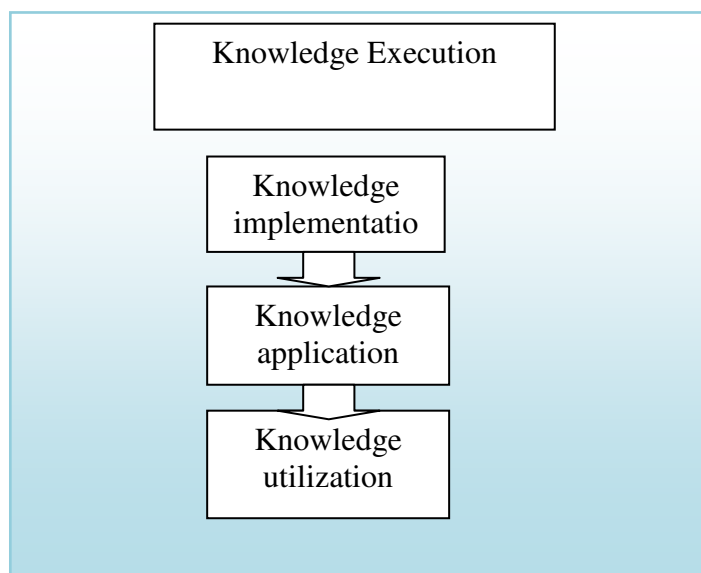 Knowledge Execution
Knowledge
implementatio
Knowledge
application
Knowledge
utilization